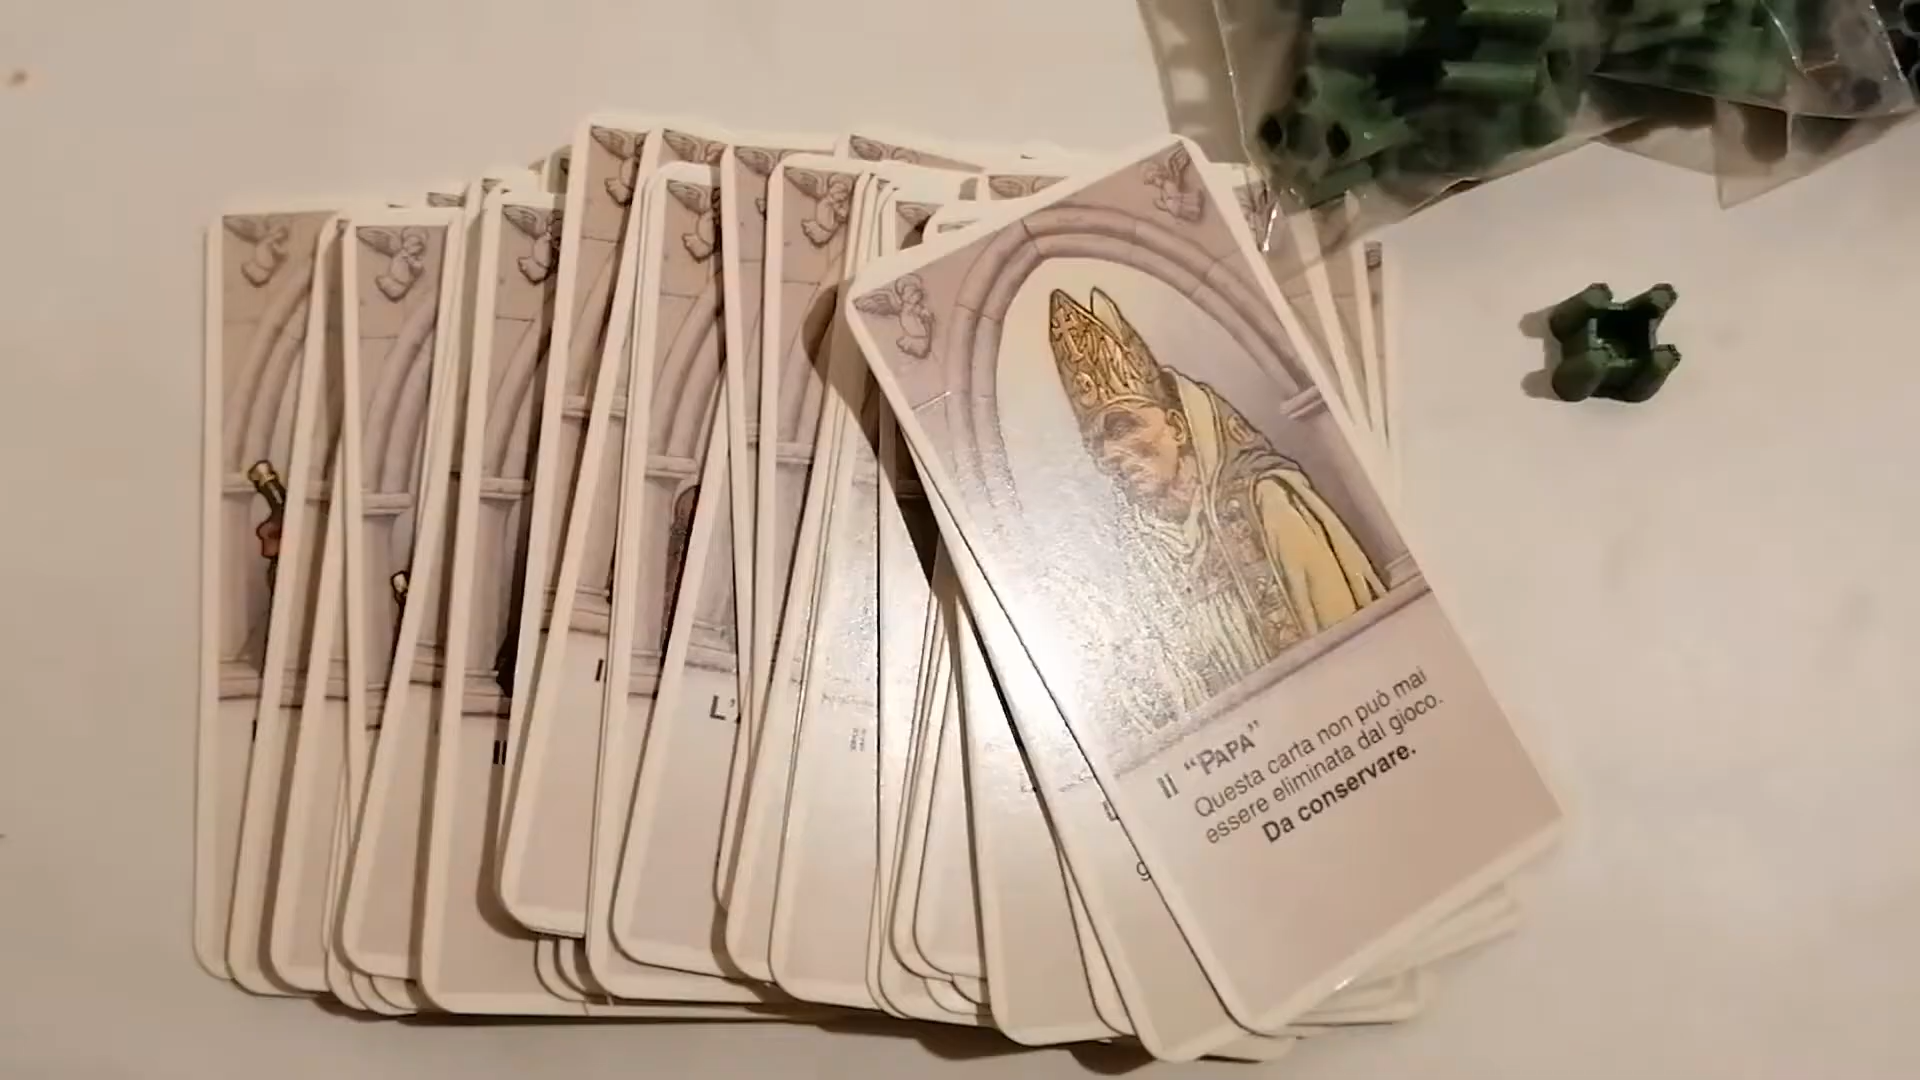 Il “PAPA”
Questa carta non può mai
essere eliminata dal gioco.
Da conservare.
L'